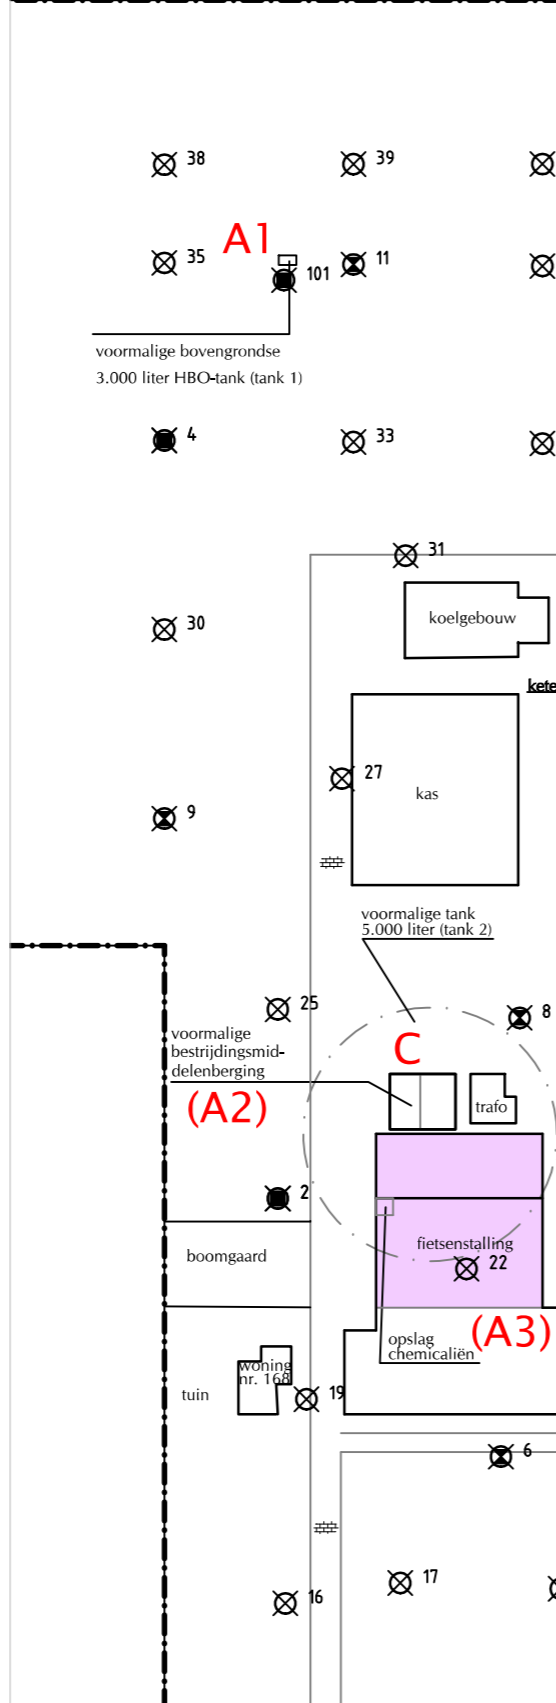 38
39
A1
35
101
11
voormalige bovengrondse
3.000 liter HBO-tank (tank 1)
4
33
31
koelgebouw
30
kete
27
kas
9
voormalige tank
5.000 liter (tank 2)
25
8
voormalige
bestrijdingsmid-
delenberging
C
(A2)
trafo
2
boomgaard
fietsenstalling
22
(A3)
opslag
chemicaliën
woning
nr. 168
tuin
19
6
17
16